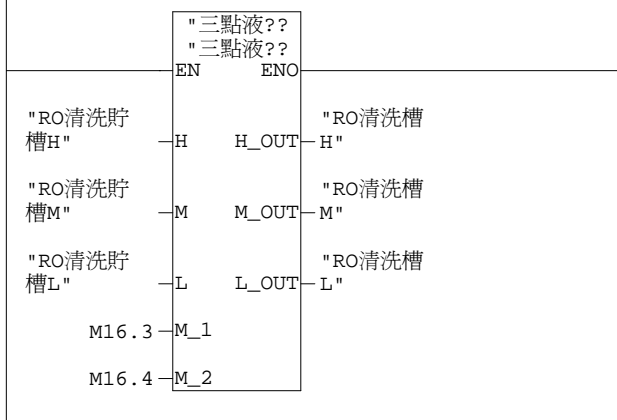 "三點液??
"三點液??
EN ENO
"RO清洗貯
槽H"
H H_OUT
"RO清洗槽
H"
"RO清洗貯
槽M"
M M_OUT
"RO清洗槽
M"
"RO清洗貯
槽L"
L L_OUT
"RO清洗槽
L"
M16.3 M_1
M16.4 M_2